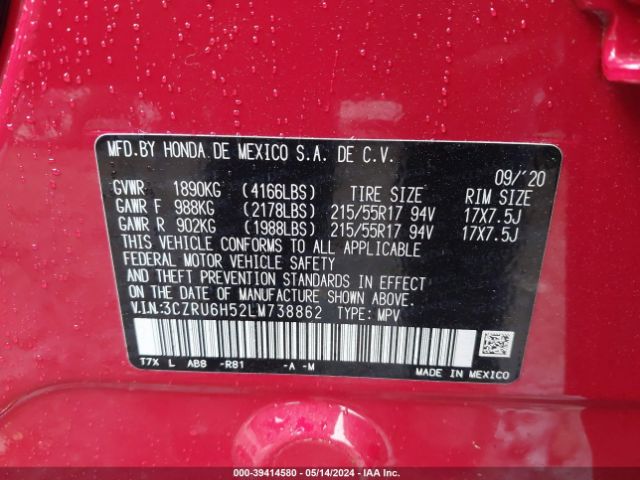 MFD.BY HONDA DE MEXICO S.A. DE C.V.
09/'20
GVWR 1890KG (4166LBS) TIRE SIZE RIM SIZE
GAWR F 988KG (2178LBS) 215/55R17 94V 17X7.5J
GAWR R 902KG (1988LBS) 215/55R17 94V 17X7.5J
THIS VEHICLE CONFORMS TO ALL APPLICABLE
FEDERAL MOTOR VEHICLE SAFETY
AND THEFT PREVENTION STANDARDS IN EFFECT
ON THE DATE OF MANUFACTURE SHOWN ABOVE.
V.I.N:3CZRU6H52LM738862 TYPE: MPV
T7X L ABS -R81 -A -M
MADE IN MEXICO
000-39414580 - 05/14/2024 - IAA Inc.